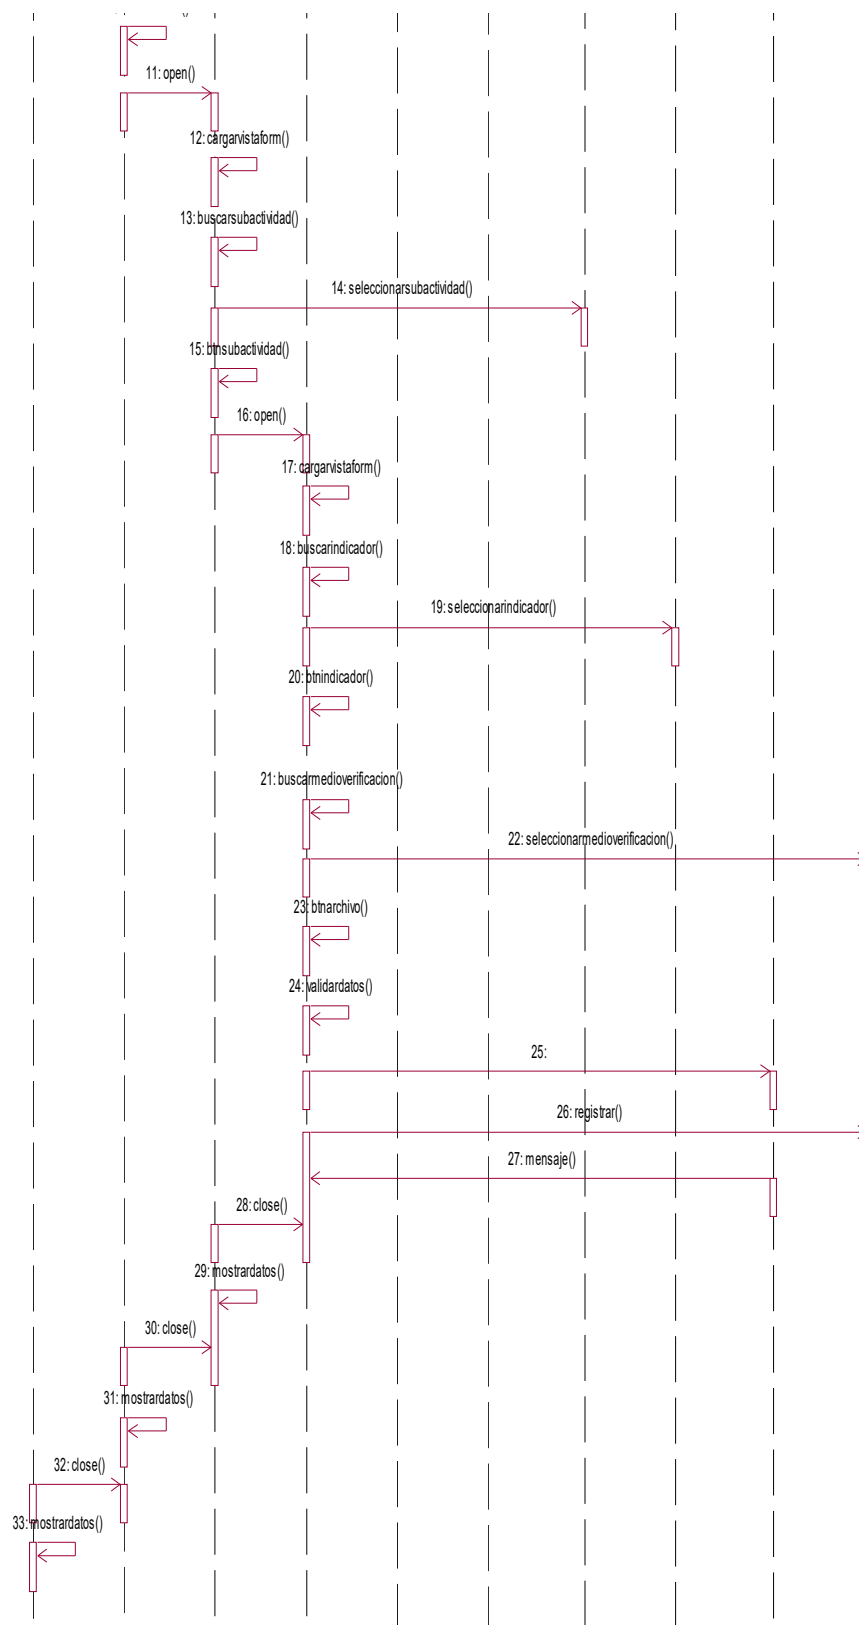 11: open()
12: cargarvistaform()
13: buscarsubactividad()
14: seleccionarsubactividad()
15: btnsubactividad()
16: open()
17: cargarvistaform()
18: buscarindicador()
19: seleccionarindicador()
20: btnindicador()
21: buscarmedioverificacion()
22: seleccionarmedioverificacion()
23: btnarchivo()
24: validardatos()
25:
26: registrar()
27: mensaje()
28: close()
29: mostrardatos()
30: close()
31: mostrardatos()
32: close()
33: mostrardatos()